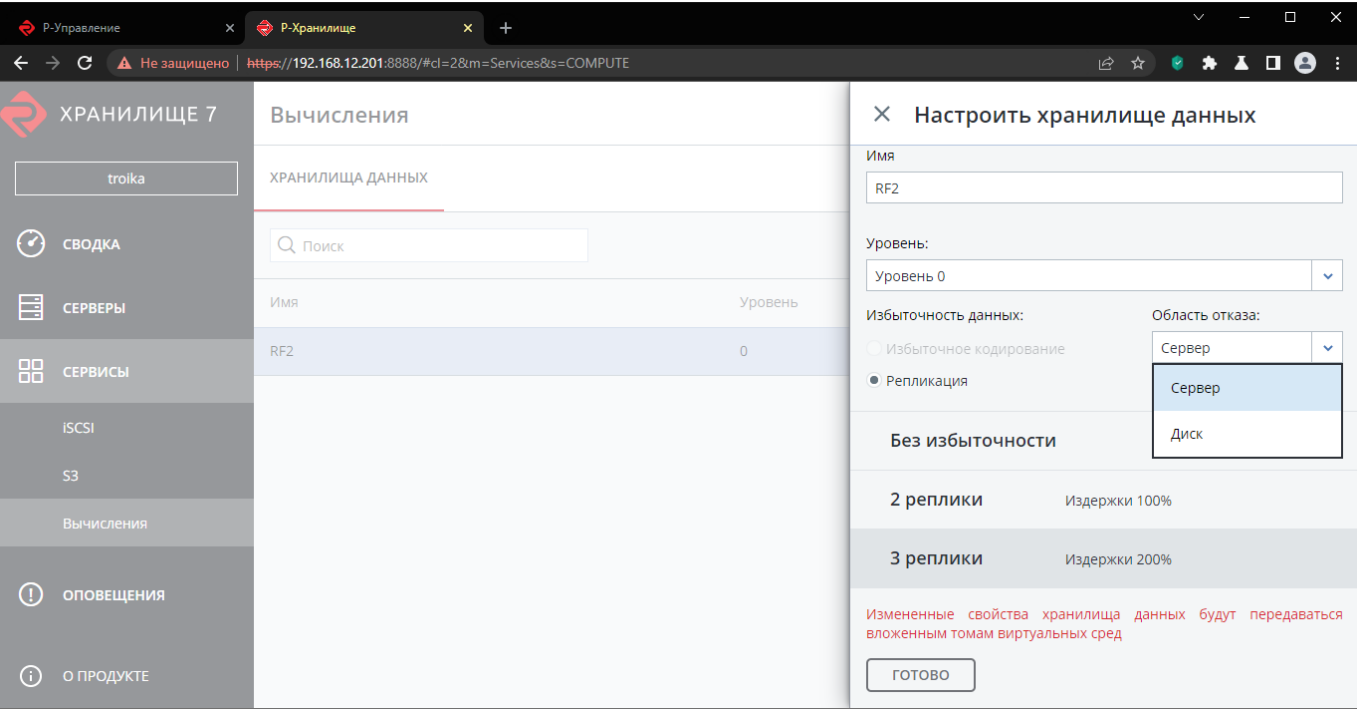 Р-Управление
Р-Хранилище
Не защищено
https://192.168.12.201:8888/#cl=2&m=Services&s=COMPUTE
ХРАНИЛИЩЕ 7
troika
СВОДКА
СЕРВЕРЫ
СЕРВИСЫ
iSCSI
S3
Вычисления
ОПОВЕЩЕНИЯ
О ПРОДУКТЕ
Вычисления
ХРАНИЛИЩА ДАННЫХ
Поиск
Имя Уровень
RF2 0
Настроить хранилище данных
Имя
RF2
Уровень:
Уровень 0
Избыточность данных: Область отказа:
Избыточное кодирование Сервер
Репликация
Сервер
Диск
Без избыточности
2 реплики Издержки 100%
3 реплики Издержки 200%
Измененные свойства хранилища данных будут передаваться
вложенным томам виртуальных сред
ГОТОВО